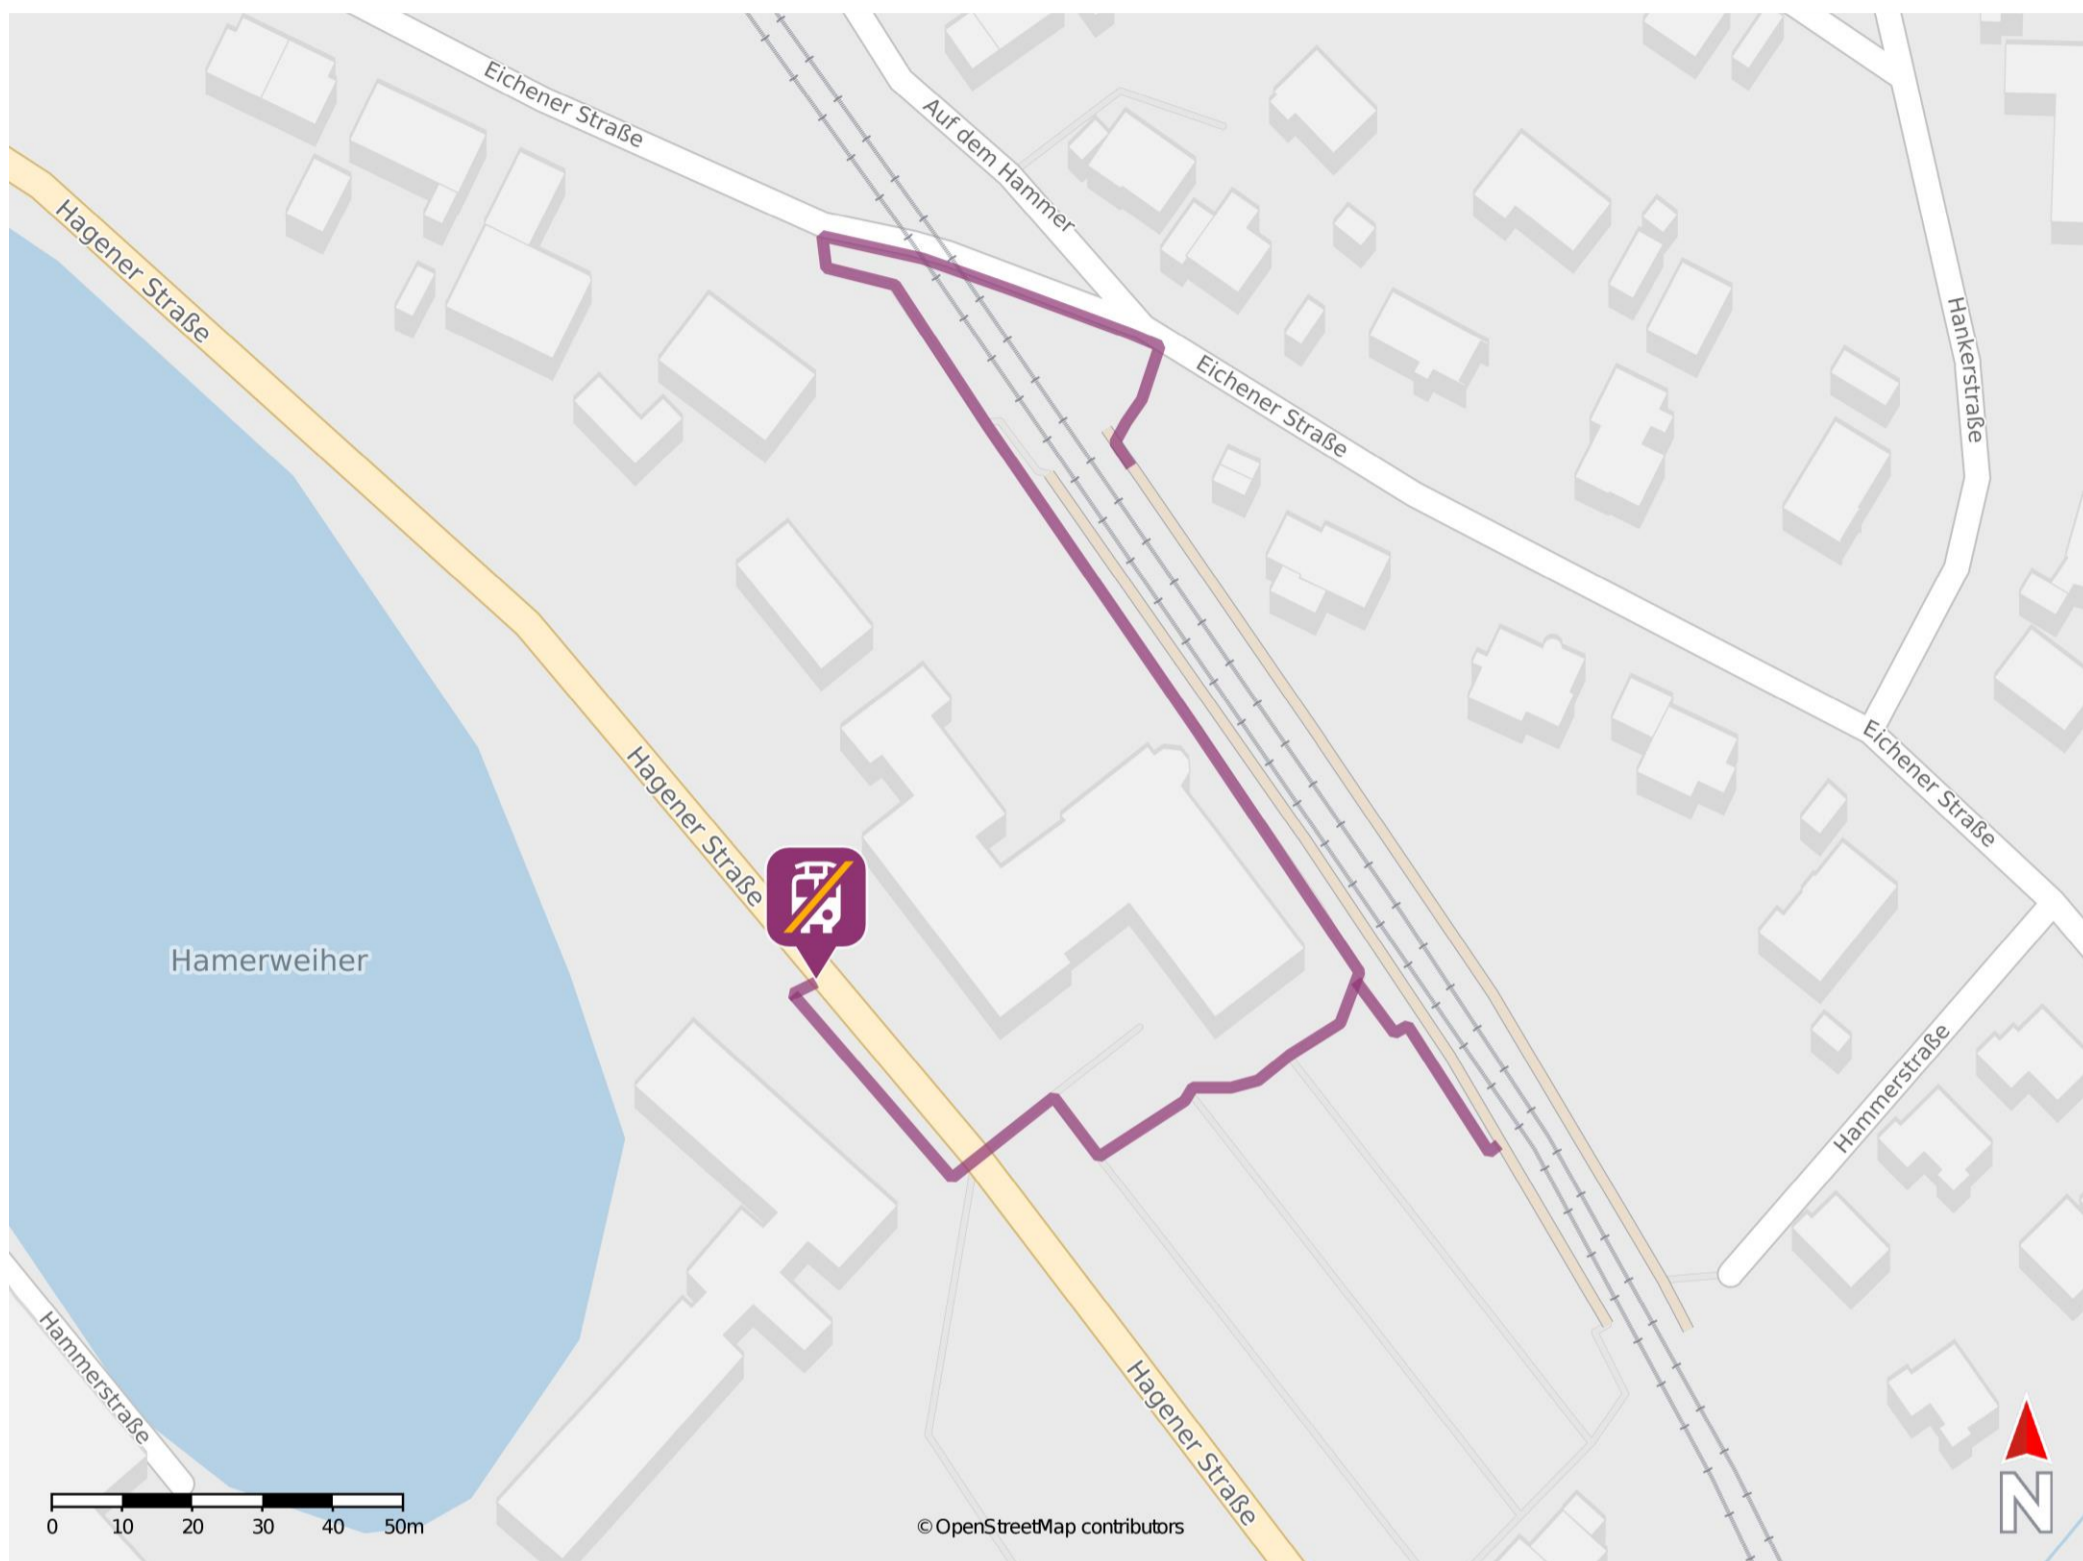 Eichener Straße
Auf dem Hammer
Hagener Straße
Hankerstraße
Eichener Straße
Hagener Straße
Eichener Straße
Hamerweiher
Hammerstraße
Hammerstraße
Hagener Straße
0 10 20 30 40 50m
© OpenStreetMap contributors
N